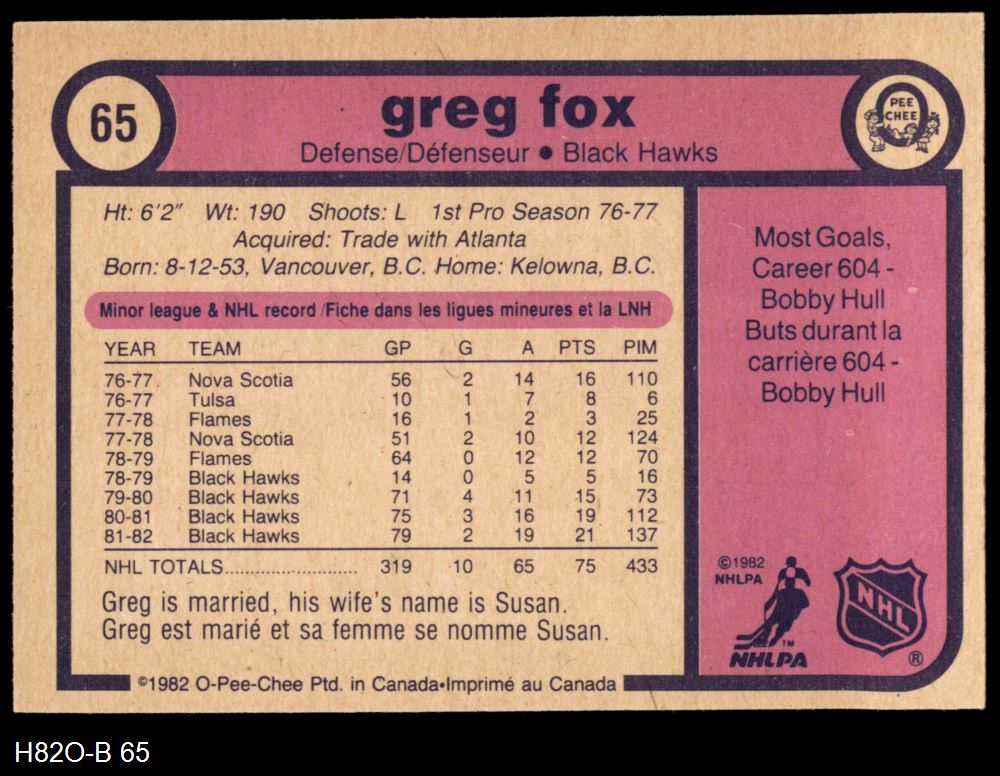 65
greg fox
PEE
CHEE
Defense/Défenseur • Black Hawks
Ht: 6'2" Wt: 190 Shoots: L 1st Pro Season 76-77
Acquired: Trade with Atlanta
Born: 8-12-53, Vancouver, B.C. Home: Kelowna, B.C.
Minor league & NHL record/Fiche dans les ligues mineures et la LNH
YEAR TEAM GP G A PTS PIM
76-77 Nova Scotia 56 2 14 16 110
76-77 Tulsa 10 1 7 8 6
77-78 Flames 16 1 2 3 25
77-78 Nova Scotia 51 2 10 12 124
78-79 Flames 64 0 12 12 70
78-79 Black Hawks 14 0 5 5 16
79-80 Black Hawks 71 4 11 15 73
80-81 Black Hawks 75 3 16 19 112
81-82 Black Hawks 79 2 19 21 137
NHL TOTALS........................... 319 10 65 75 433
Greg is married, his wife's name is Susan.
Greg est marié et sa femme se nomme Susan.
Most Goals,
Career 604 -
Bobby Hull
Buts durant la
carrière 604 -
Bobby Hull
©1982
NHLPA
TM
NHLPA
NHL
®
©1982 O-Pee-Chee Ptd. in Canada•Imprimé au Canada
H82O-B 65